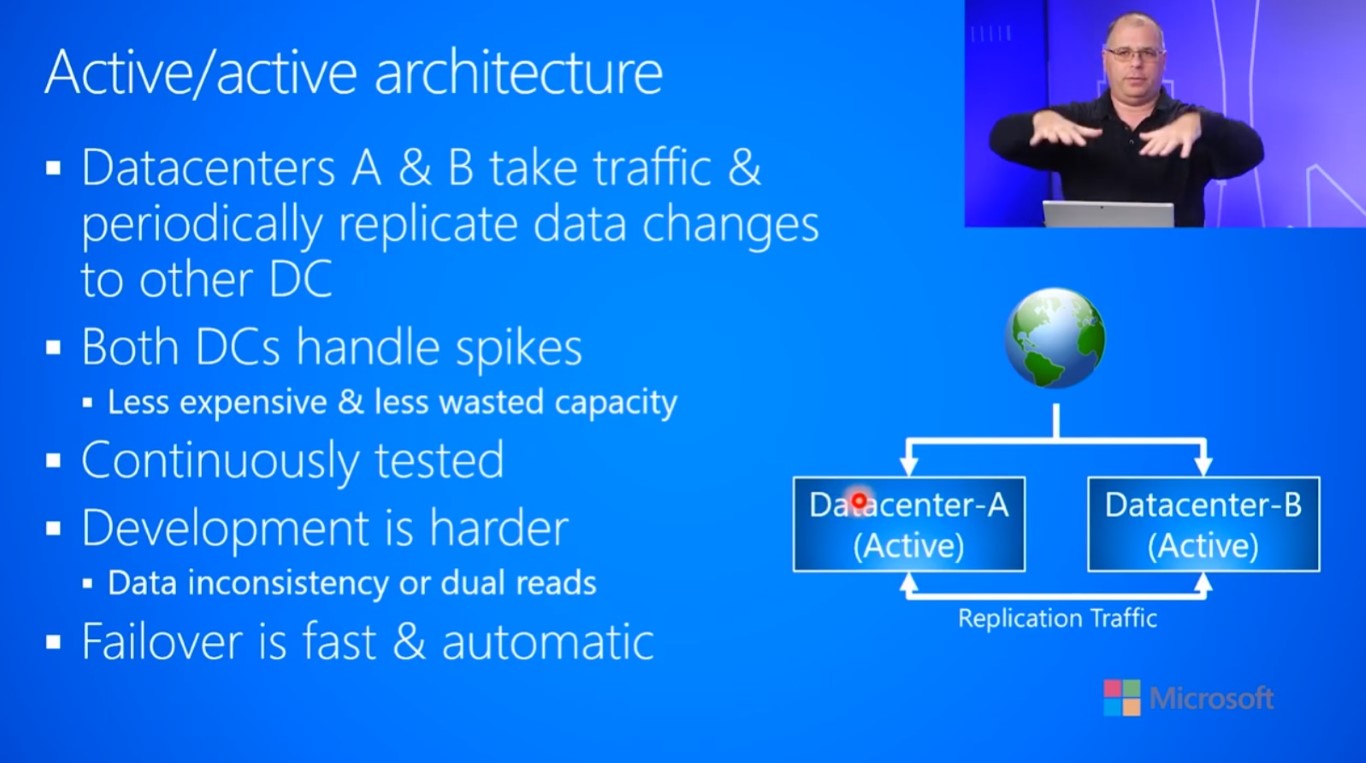 Active/active architecture
Datacenters A & B take traffic &
periodically replicate data changes
to other DC
Both DCs handle spikes
Less expensive & less wasted capacity
Continuously tested
Development is harder
Data inconsistency or dual reads
Failover is fast & automatic
Datacenter-A
(Active)
Datacenter-B
(Active)
Replication Traffic
Microsoft